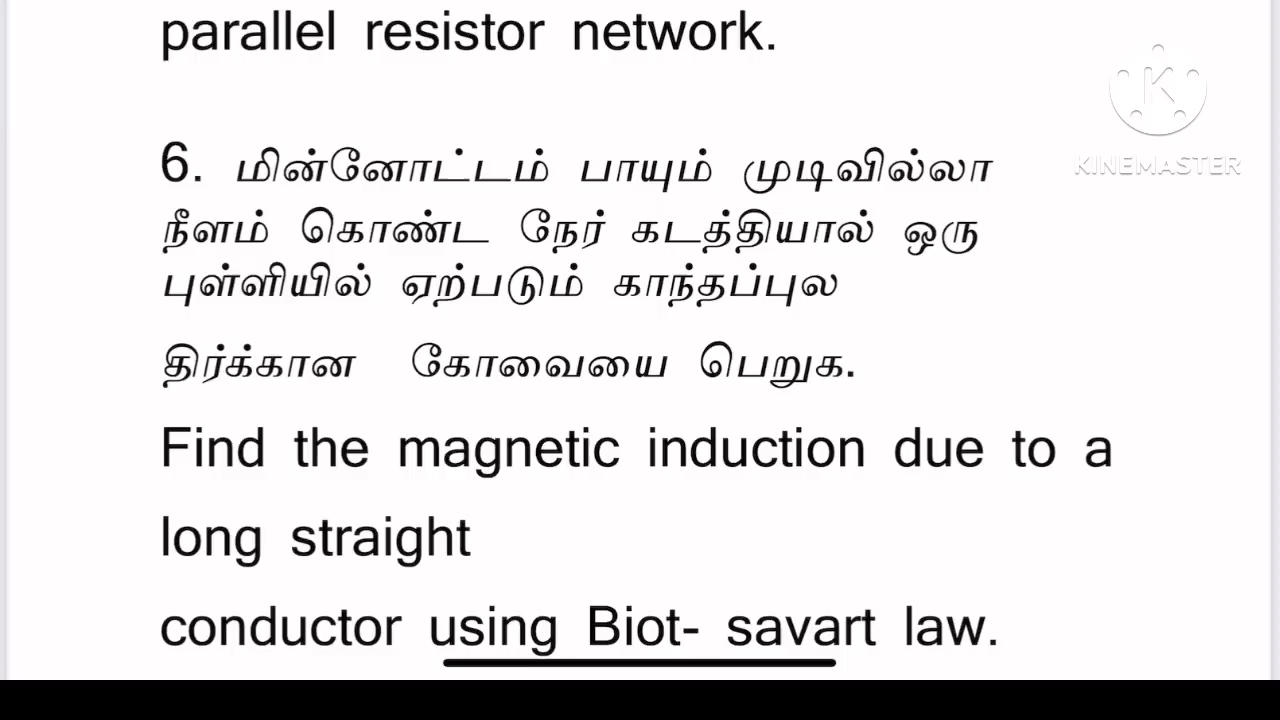 parallel resistor network.
KINEMASTER
6. மின்னோட்டம் பாயும் முடிவில்லா
நீளம் கொண்ட நேர் கடத்தியால் ஒரு
புள்ளியில் ஏற்படும் காந்தப்புல
திர்க்கான கோவையை பெறுக.
Find the magnetic induction due to a
long straight
conductor using Biot- savart law.